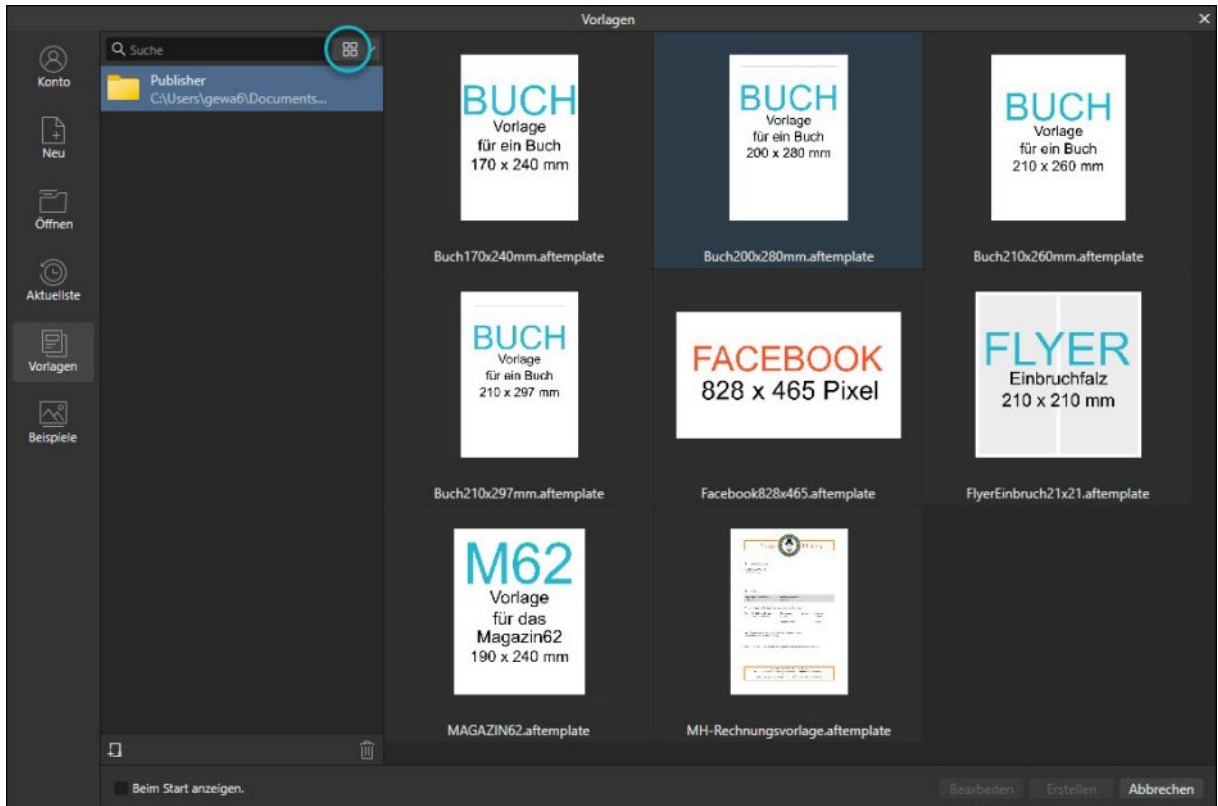 Vorlagen
Konto
Neu
Öffnen
Aktuellste
Vorlagen
Beispiele
Suche
Publisher
C:\Users\gewa6\Documents...
BUCH
Vorlage
für ein Buch
170 x 240 mm
Buch170x240mm.aftemplate
BUCH
Vorlage
für ein Buch
200 x 280 mm
Buch200x280mm.aftemplate
BUCH
Vorlage
für ein Buch
210 x 260 mm
Buch210x260mm.aftemplate
BUCH
Vorlage
für ein Buch
210 x 297 mm
Buch210x297mm.aftemplate
FACEBOOK
828 x 465 Pixel
Facebook828x465.aftemplate
FLYER
Einbruchfalz
210 x 210 mm
FlyerEinbruch21x21.aftemplate
M62
Vorlage
für das
Magazin62
190 x 240 mm
MAGAZIN62.aftemplate
MH-Rechnungsvorlage.aftemplate
Beim Start anzeigen.
Bearbeiten
Erstellen
Abbrechen